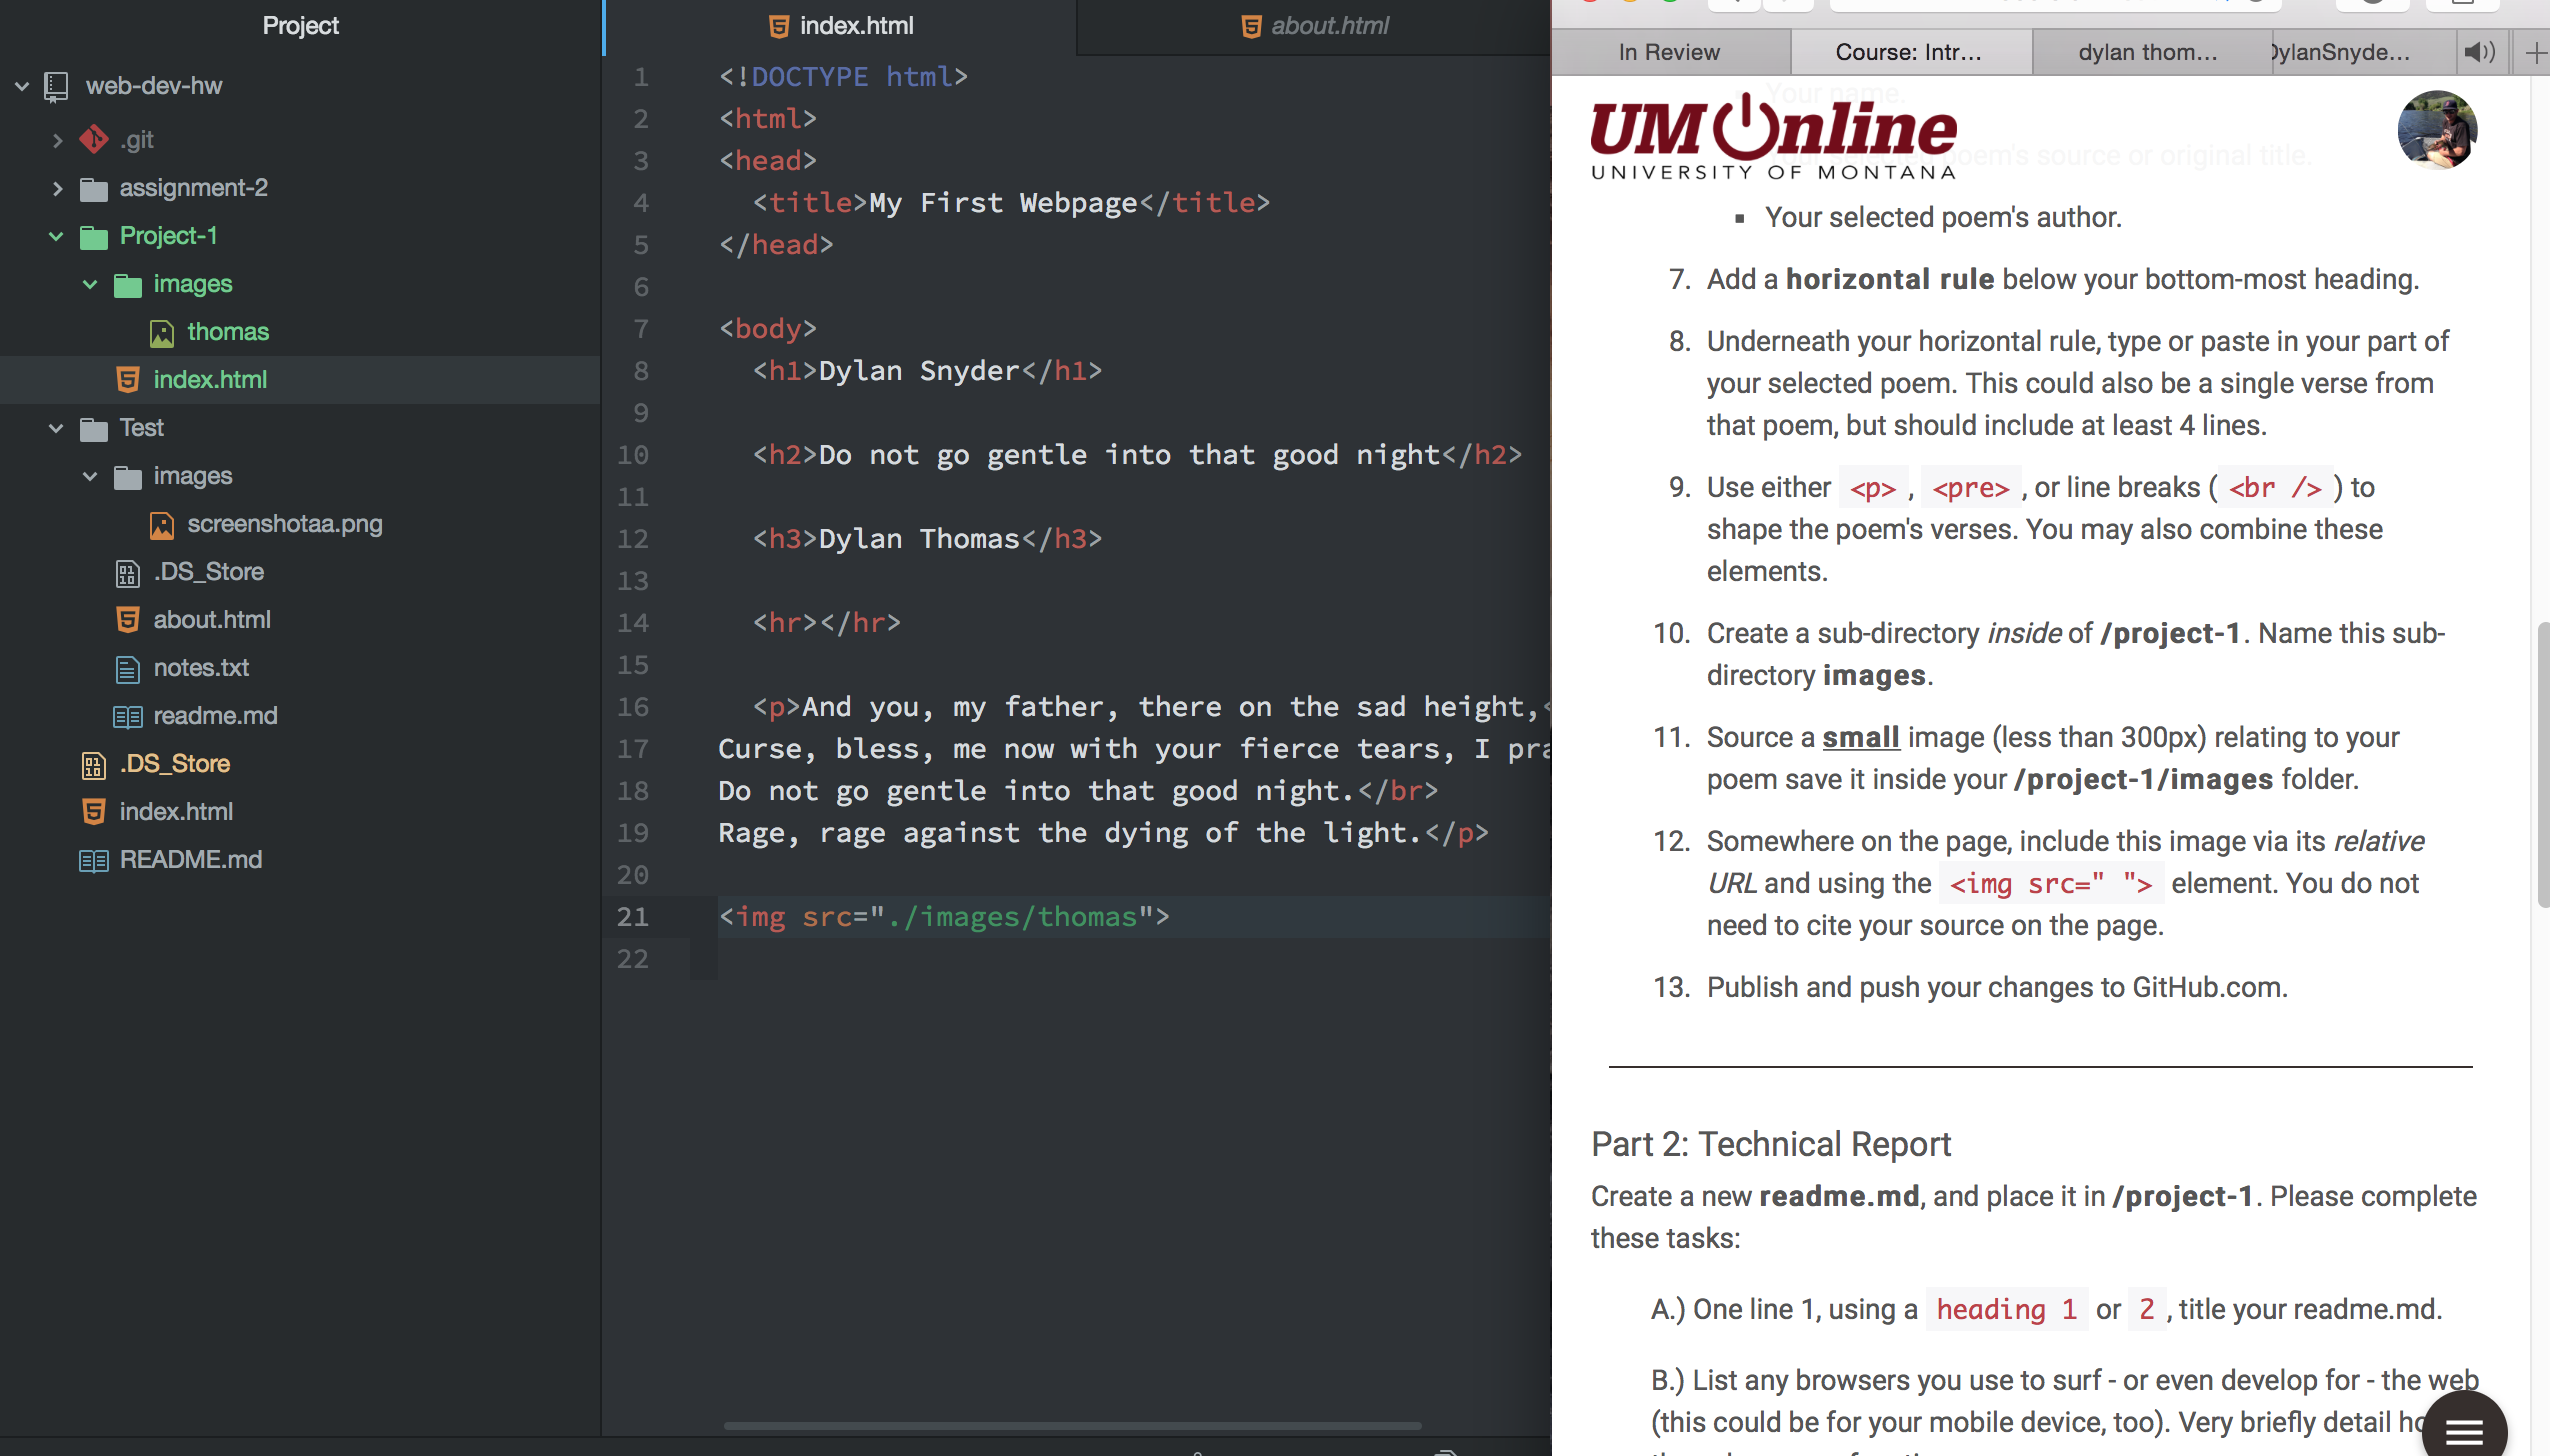 Project
web-dev-hw
.git
assignment-2
Project-1
images
thomas
index.html
Test
images
screenshotaa.png
.DS_Store
about.html
notes.txt
readme.md
.DS_Store
index.html
README.md
index.html
about.html
1 <!DOCTYPE html>
2 <html>
3 <head>
4 <title>My First Webpage</title>
5 </head>
6
7 <body>
8 <h1>Dylan Snyder</h1>
9
10 <h2>Do not go gentle into that good night</h2>
11
12 <h3>Dylan Thomas</h3>
13
14 <hr></hr>
15
16 <p>And you, my father, there on the sad height,<
17 Curse, bless, me now with your fierce tears, I pra
18 Do not go gentle into that good night.</br>
19 Rage, rage against the dying of the light.</p>
20
21 <img src="./images/thomas">
22
In Review
Course: Intr...
dylan thom...
DylanSnyde...
Your name.
UM Online
Your selected poem's source or original title.
UNIVERSITY OF MONTANA
▪ Your selected poem's author.
7. Add a horizontal rule below your bottom-most heading.
8. Underneath your horizontal rule, type or paste in your part of
your selected poem. This could also be a single verse from
that poem, but should include at least 4 lines.
9. Use either <p> , <pre> , or line breaks ( <br /> ) to
shape the poem's verses. You may also combine these
elements.
10. Create a sub-directory inside of /project-1. Name this sub-
directory images.
11. Source a small image (less than 300px) relating to your
poem save it inside your /project-1/images folder.
12. Somewhere on the page, include this image via its relative
URL and using the <img src=" "> element. You do not
need to cite your source on the page.
13. Publish and push your changes to GitHub.com.
Part 2: Technical Report
Create a new readme.md, and place it in /project-1. Please complete
these tasks:
A.) One line 1, using a heading 1 or 2 , title your readme.md.
B.) List any browsers you use to surf - or even develop for - the web
(this could be for your mobile device, too). Very briefly detail